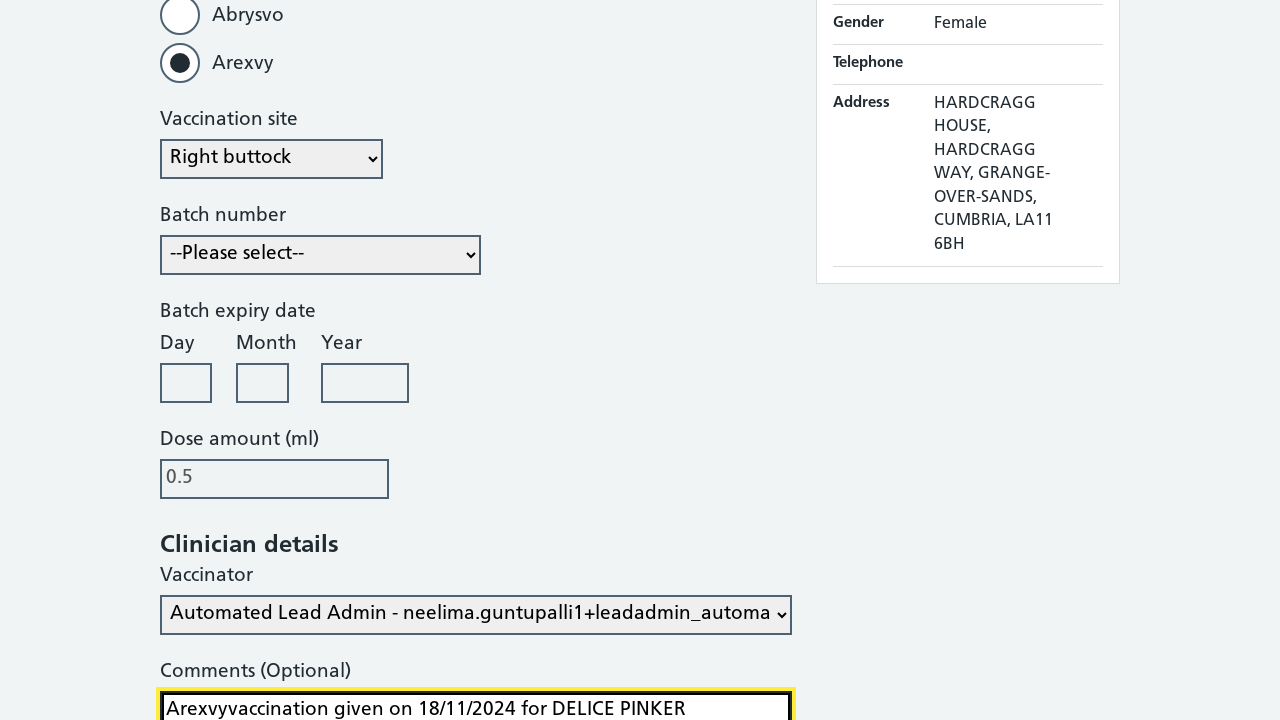 Abrysvo
Arexvy
Vaccination site
Right buttock
Batch number
--Please select--
Batch expiry date
Day Month Year
Dose amount (ml)
0.5
Clinician details
Vaccinator
Automated Lead Admin - neelima.guntupalli1+leadadmin_automa
Comments (Optional)
Arexvyvaccination given on 18/11/2024 for DELICE PINKER
Gender Female
Telephone
Address HARDCRAGG
HOUSE,
HARDCRAGG
WAY, GRANGE-
OVER-SANDS,
CUMBRIA, LA11
6BH